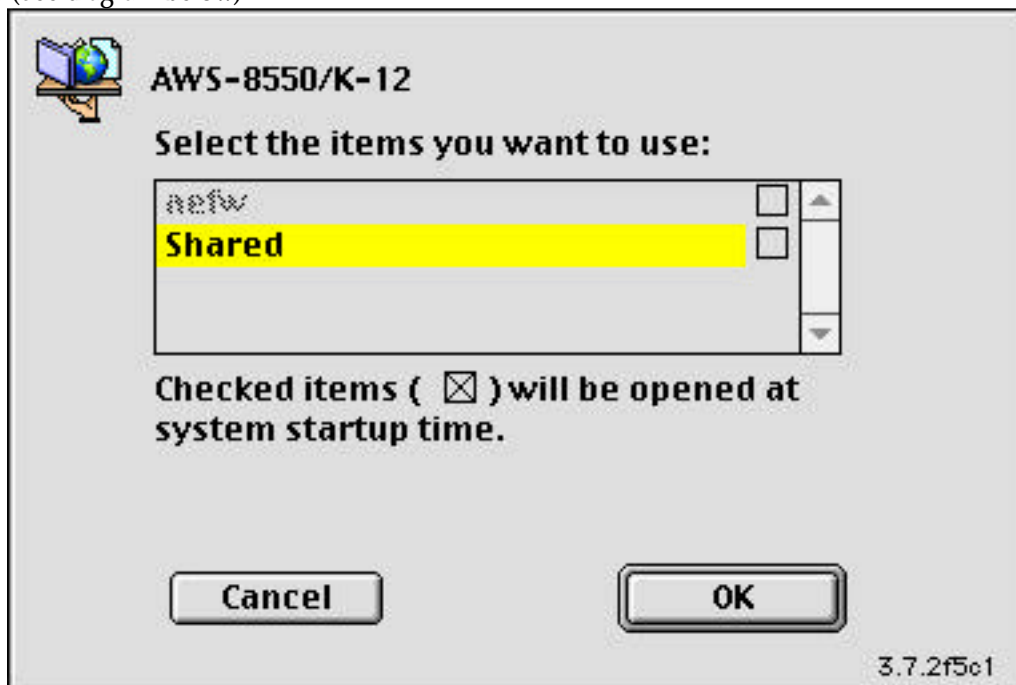 AWS-8550/K-12
Select the items you want to use:
aefw
Shared
Checked items ( ☒ ) will be opened at
system startup time.
Cancel
OK
3.7.2f5c1